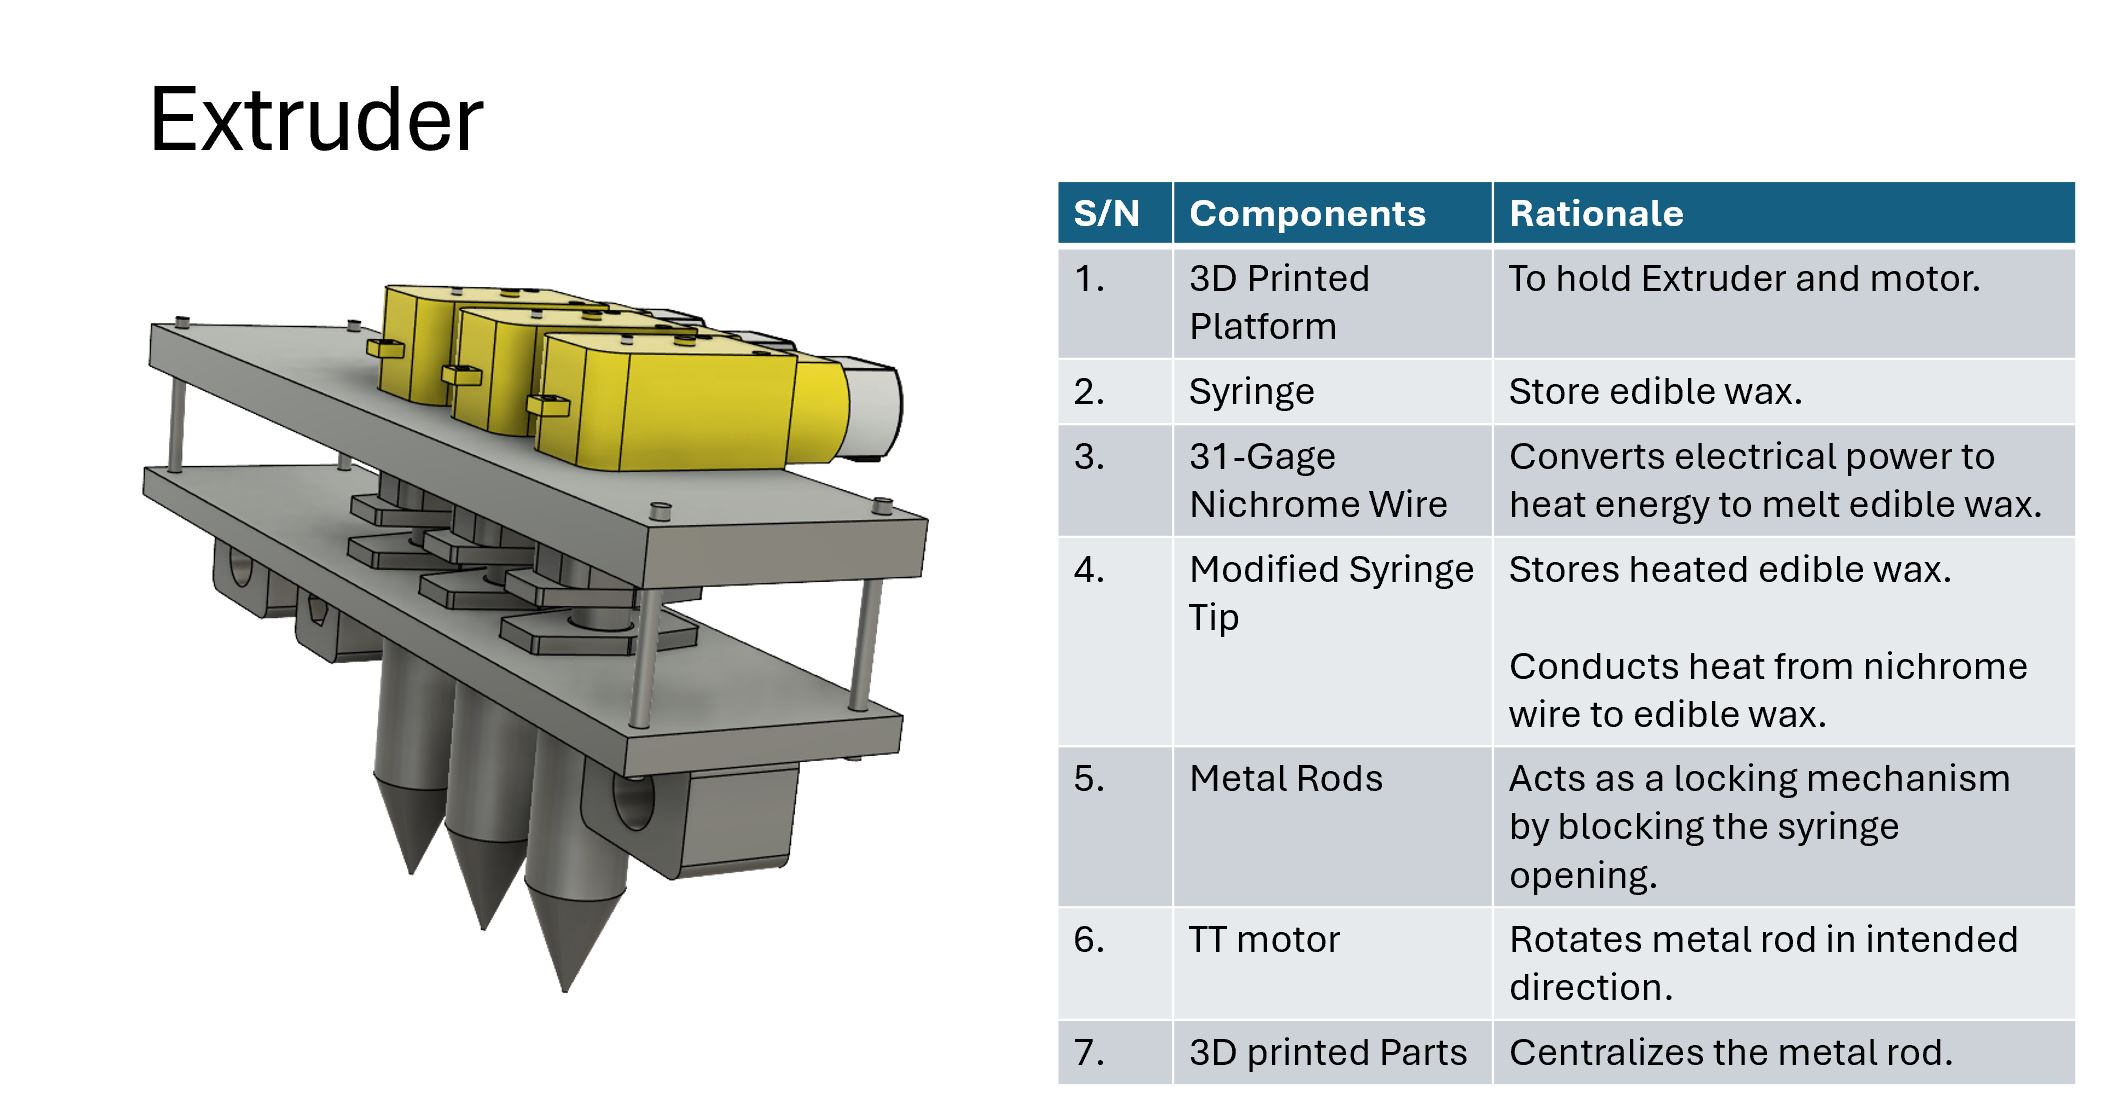 Extruder
S/N Components Rationale
1. 3D Printed To hold Extruder and motor.
Platform
2. Syringe Store edible wax.
3. 31-Gage Converts electrical power to
Nichrome Wire heat energy to melt edible wax.
4. Modified Syringe Stores heated edible wax.
Tip
Conducts heat from nichrome
wire to edible wax.
5. Metal Rods Acts as a locking mechanism
by blocking the syringe
opening.
6. TT motor Rotates metal rod in intended
direction.
7. 3D printed Parts Centralizes the metal rod.